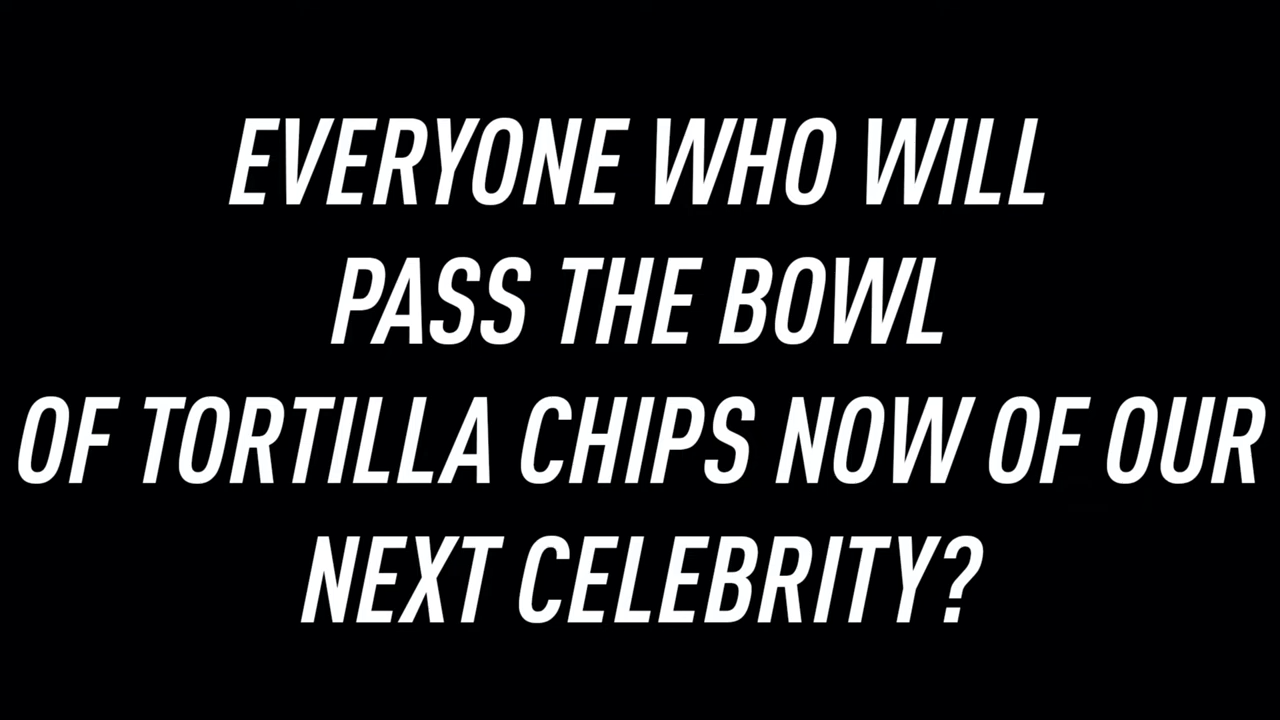 EVERYONE WHO WILL
PASS THE BOWL
OF TORTILLA CHIPS NOW OF OUR
NEXT CELEBRITY?